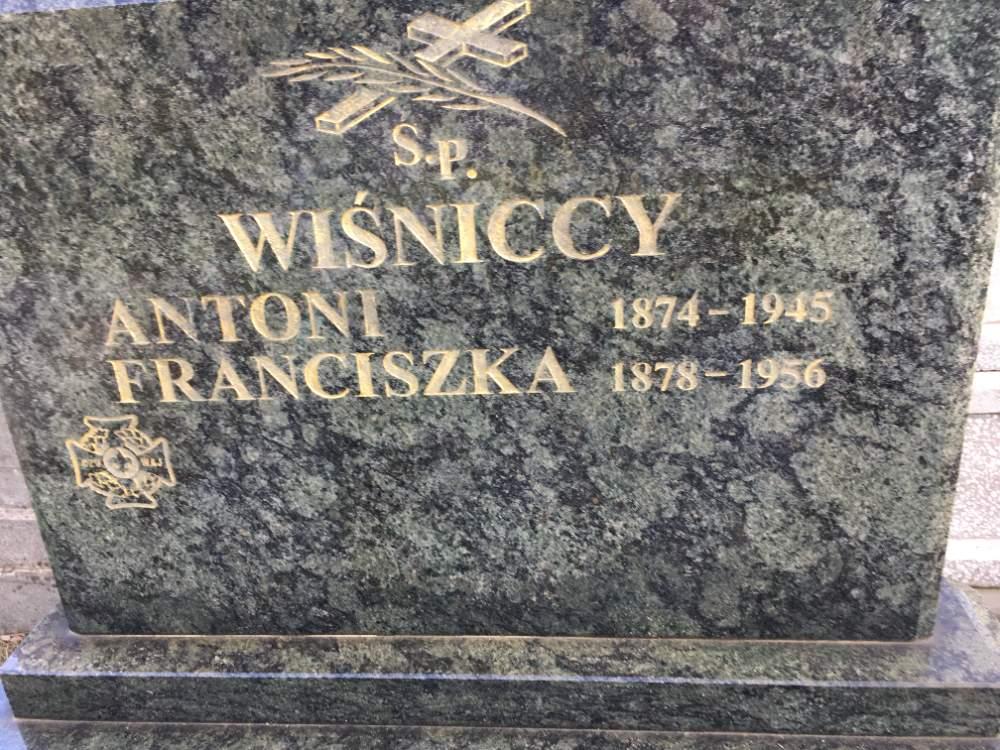 S.P.
WIŚNICCY
ANTONI 1874-1945
FRANCISZKA 1878-1956